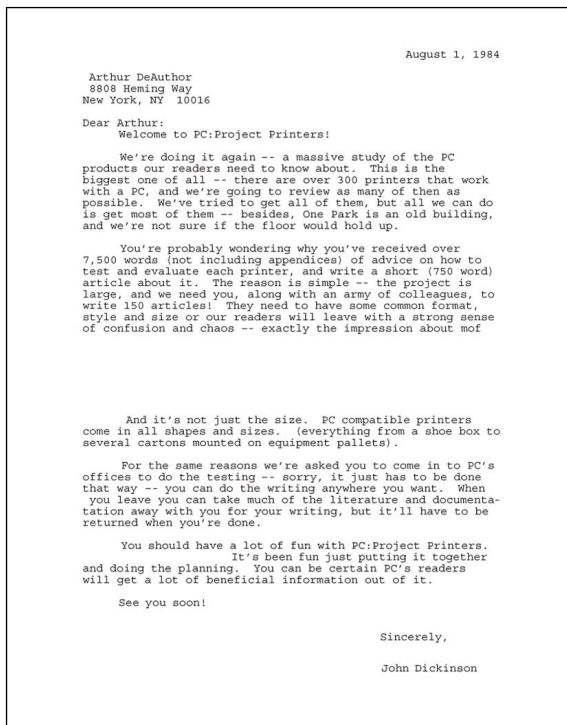 August 1, 1984
Arthur DeAuthor
8808 Heming Way
New York, NY  10016
Dear Arthur:
Welcome to PC:Project Printers!
We're doing it again -- a massive study of the PC
products our readers need to know about.  This is the
biggest one of all -- there are over 300 printers that work
with a PC, and we're going to review as many of then as
possible.  We've tried to get all of them, but all we can do
is get most of them -- besides, One Park is an old building,
and we're not sure if the floor would hold up.
You're probably wondering why you've received over
7,500 words (not including appendices) of advice on how to
test and evaluate each printer, and write a short (750 word)
article about it.  The reason is simple -- the project is
large, and we need you, along with an army of colleagues, to
write 150 articles!  They need to have some common format,
style and size or our readers will leave with a strong sense
of confusion and chaos -- exactly the impression about mof
And it's not just the size.  PC compatible printers
come in all shapes and sizes.  (everything from a shoe box to
several cartons mounted on equipment pallets).
For the same reasons we're asked you to come in to PC's
offices to do the testing -- sorry, it just has to be done
that way -- you can do the writing anywhere you want.  When
you leave you can take much of the literature and documenta-
tation away with you for your writing, but it'll have to be
returned when you're done.
You should have a lot of fun with PC:Project Printers.
It's been fun just putting it together
and doing the planning.  You can be certain PC's readers
will get a lot of beneficial information out of it.
See you soon!
Sincerely,
John Dickinson